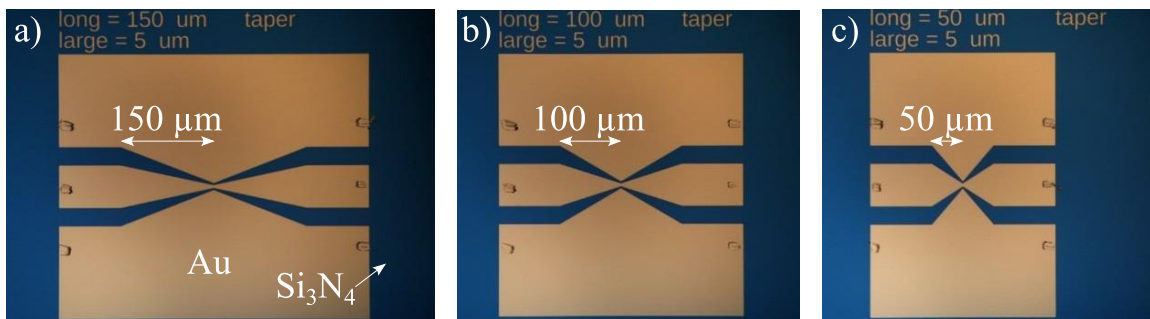 a)
long = 150 um taper
large = 5 um
150 µm
Au
Si₃N₄
b)
long = 100 um taper
large = 5 um
100 µm
c)
long = 50 um taper
large = 5 um
50 µm